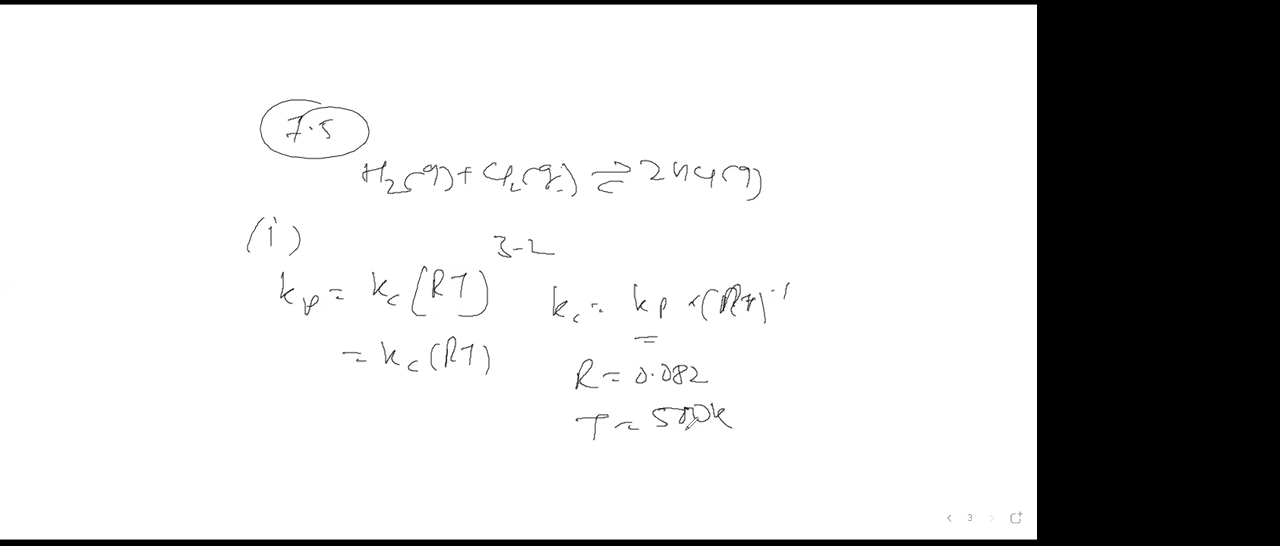 7.5
H₂(g) + Cl₂(g) ⇌ 2HCl(g)
(i)
3-2
kp = kc (RT)
kc = kp × (RT)⁻¹
= kc (RT)
R = 0.082
T = 500K
3